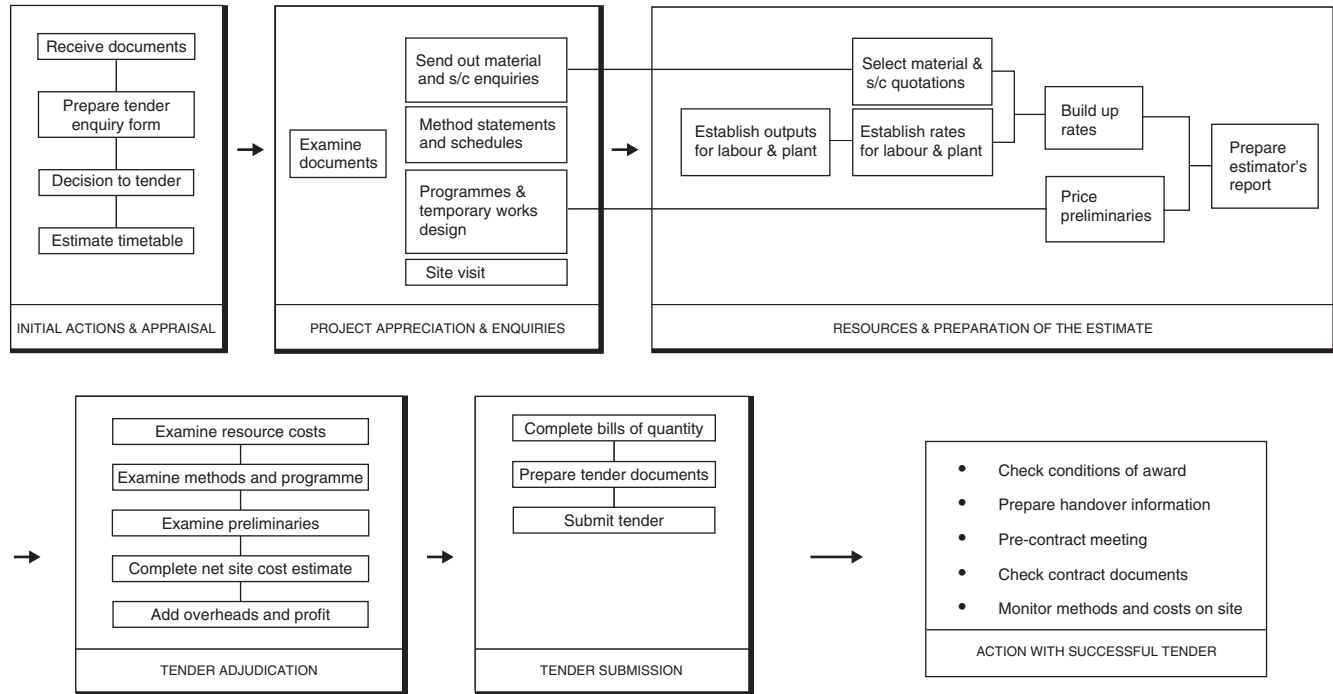 Receive documents
Prepare tender
enquiry form
Decision to tender
Estimate timetable
INITIAL ACTIONS & APPRAISAL
Examine
documents
Send out material
and s/c enquiries
Method statements
and schedules
Programmes &
temporary works
design
Site visit
PROJECT APPRECIATION & ENQUIRIES
Establish outputs
for labour & plant
Select material &
s/c quotations
Establish rates
for labour & plant
Build up
rates
Price
preliminaries
Prepare
estimator’s
report
RESOURCES & PREPARATION OF THE ESTIMATE
Examine resource costs
Examine methods and programme
Examine preliminaries
Complete net site cost estimate
Add overheads and profit
TENDER ADJUDICATION
Complete bills of quantity
Prepare tender documents
Submit tender
TENDER SUBMISSION
• Check conditions of award
• Prepare handover information
• Pre-contract meeting
• Check contract documents
• Monitor methods and costs on site
ACTION WITH SUCCESSFUL TENDER